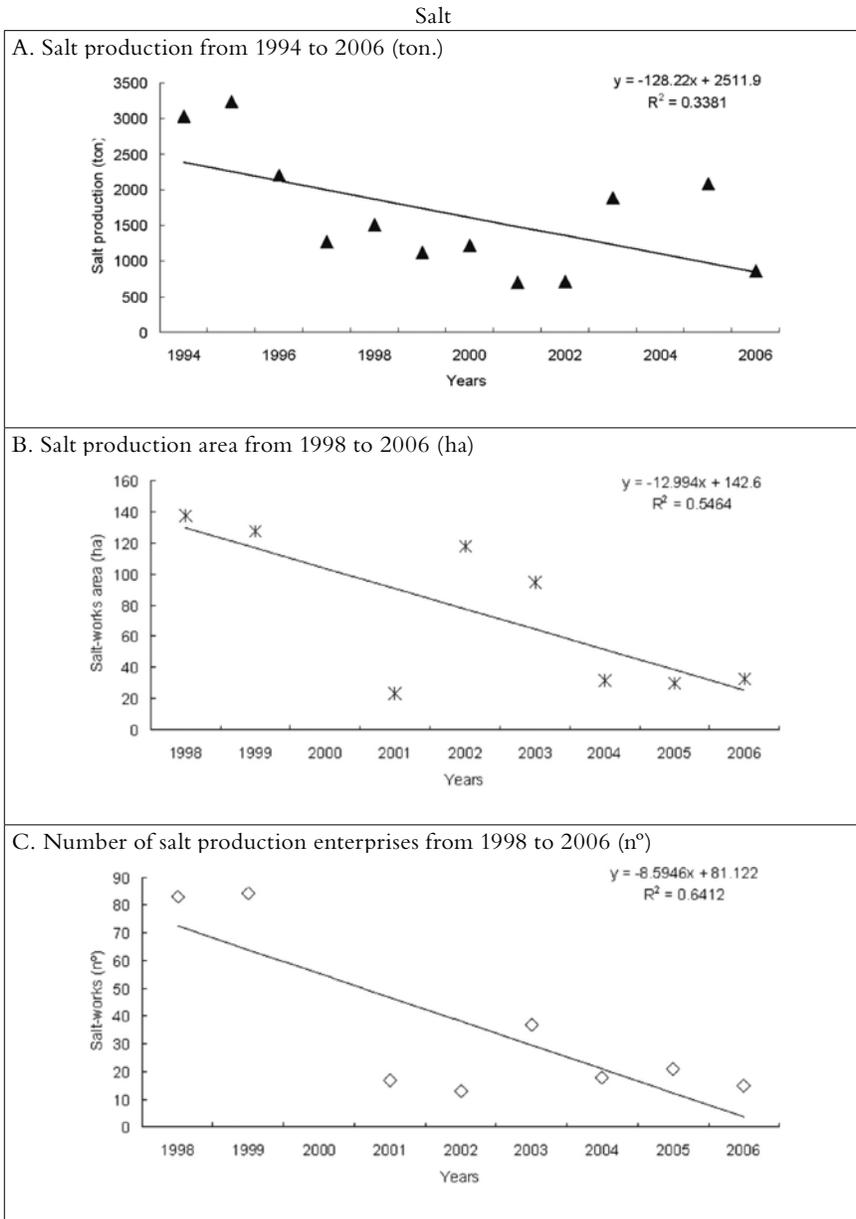 Salt
A. Salt production from 1994 to 2006 (ton.)
y = -128.22x + 2511.9
R² = 0.3381
3500
3000
2500
2000
1500
1000
500
0
Salt production (ton)
1994 1996 1998 2000 2002 2004 2006
Years
B. Salt production area from 1998 to 2006 (ha)
y = -12.994x + 142.6
R² = 0.5464
160
140
120
100
80
60
40
20
0
Salt-works area (ha)
1998 1999 2000 2001 2002 2003 2004 2005 2006
Years
C. Number of salt production enterprises from 1998 to 2006 (nº)
y = -8.5946x + 81.122
R² = 0.6412
90
80
70
60
50
40
30
20
10
0
Salt-works (nº)
1998 1999 2000 2001 2002 2003 2004 2005 2006
Years